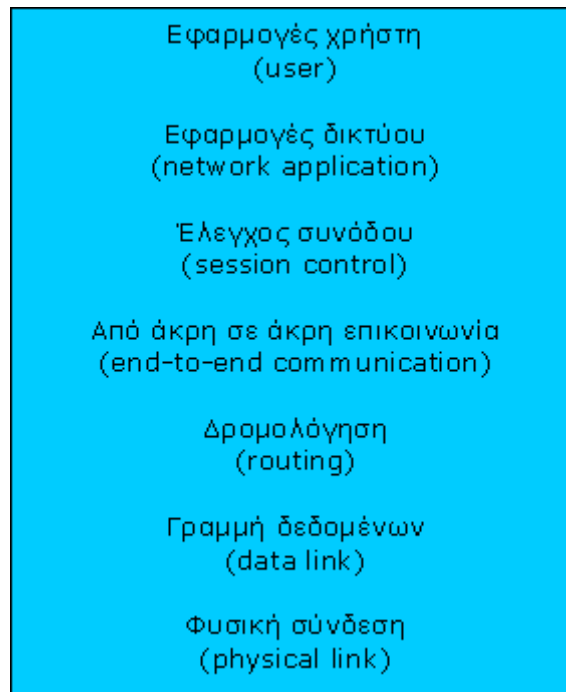 Εφαρμογές χρήστη
(user)
Εφαρμογές δικτύου
(network application)
Έλεγχος συνόδου
(session control)
Από άκρη σε άκρη επικοινωνία
(end-to-end communication)
Δρομολόγηση
(routing)
Γραμμή δεδομένων
(data link)
Φυσική σύνδεση
(physical link)